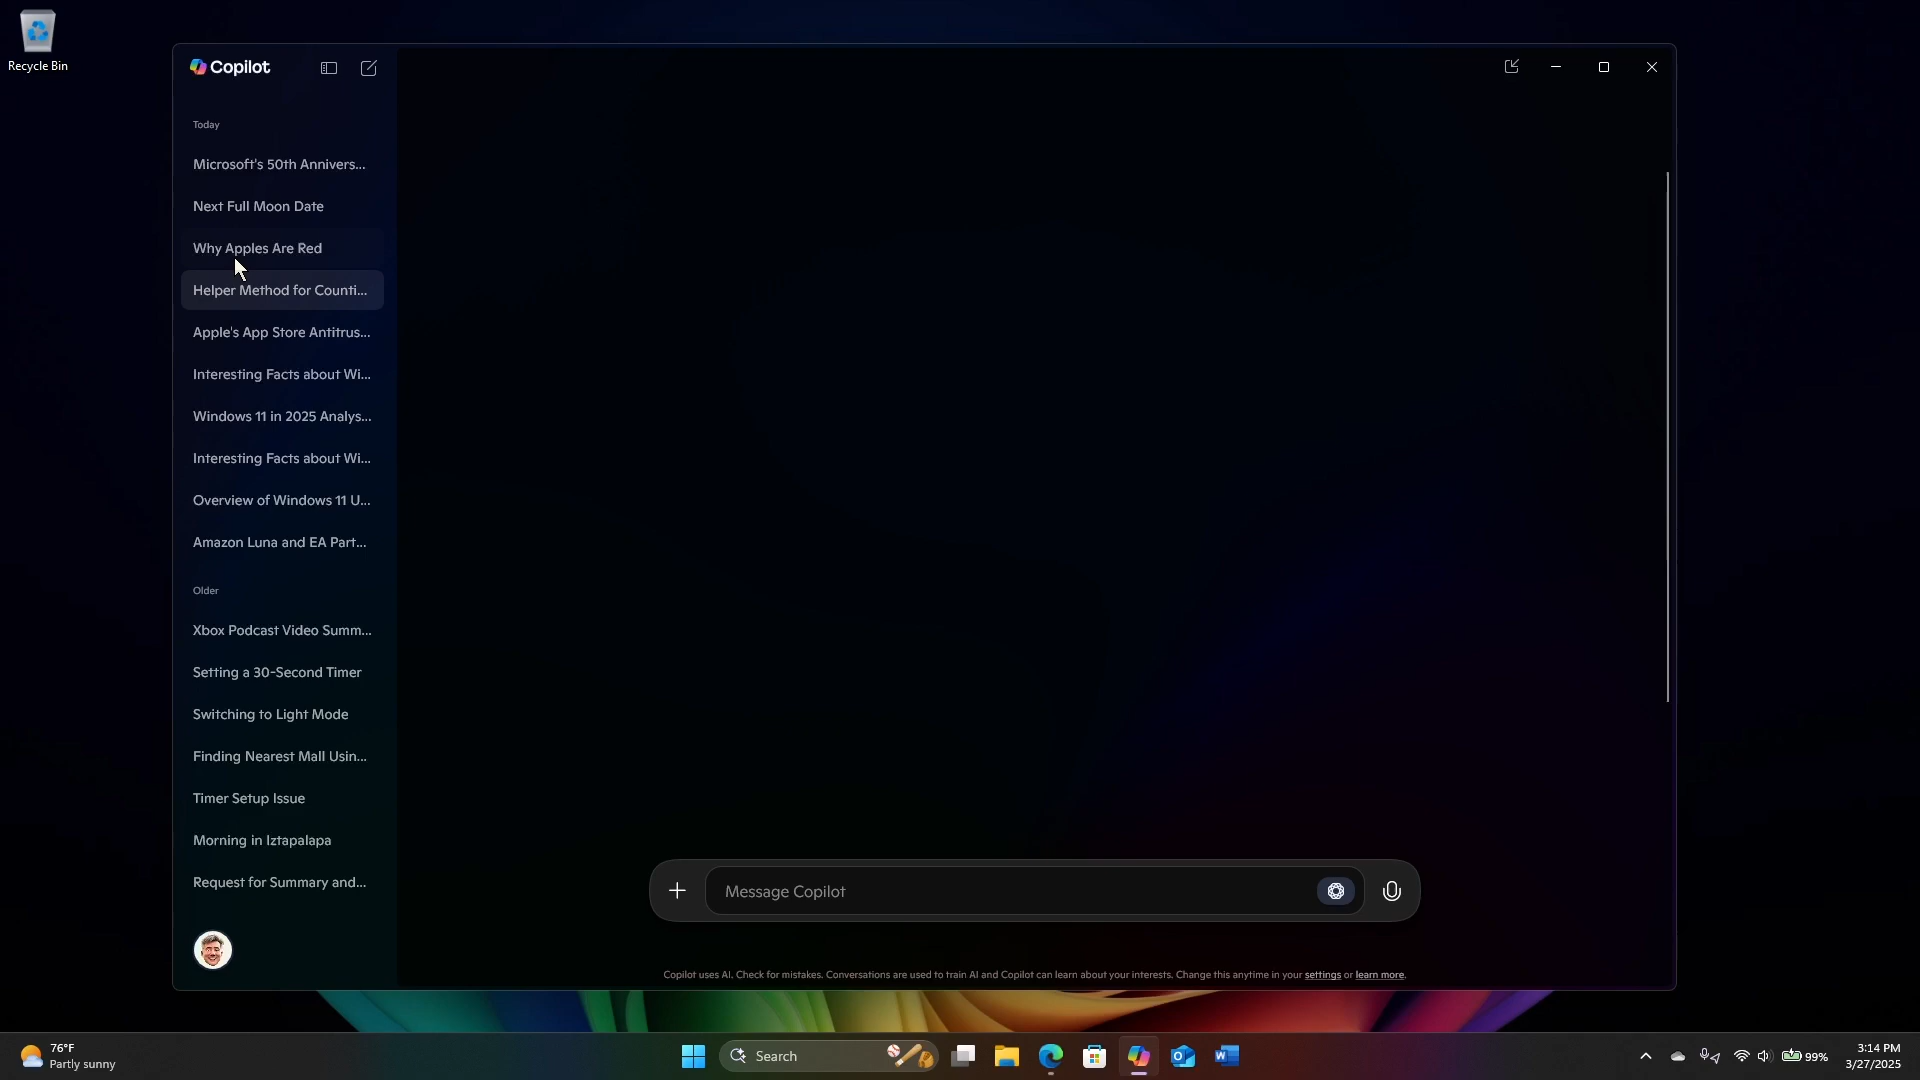 Recycle Bin
Copilot
Today
Microsoft's 50th Annivers...
Next Full Moon Date
Why Apples Are Red
Helper Method for Counti...
Apple's App Store Antitrus...
Interesting Facts about Wi...
Windows 11 in 2025 Analys...
Interesting Facts about Wi...
Overview of Windows 11 U...
Amazon Luna and EA Part...
Older
Xbox Podcast Video Summ...
Setting a 30-Second Timer
Switching to Light Mode
Finding Nearest Mall Usin...
Timer Setup Issue
Morning in Iztapalapa
Request for Summary and...
Message Copilot
Copilot uses AI. Check for mistakes. Conversations are used to train AI and Copilot can learn about your interests. Change this anytime in your settings or learn more.
76°F
Partly sunny
Search
99%
3:14 PM
3/27/2025